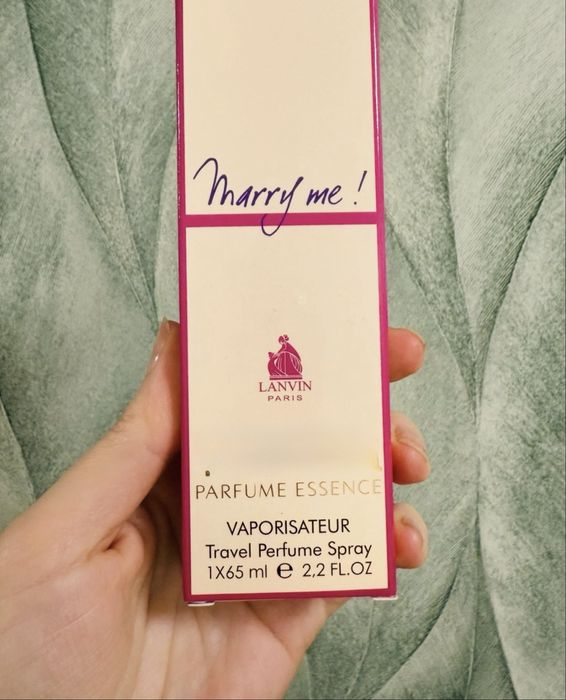 Marry me!
LANVIN
PARIS
PARFUME ESSENCE
VAPORISATEUR
Travel Perfume Spray
1X65 ml ℮ 2,2 FL.OZ